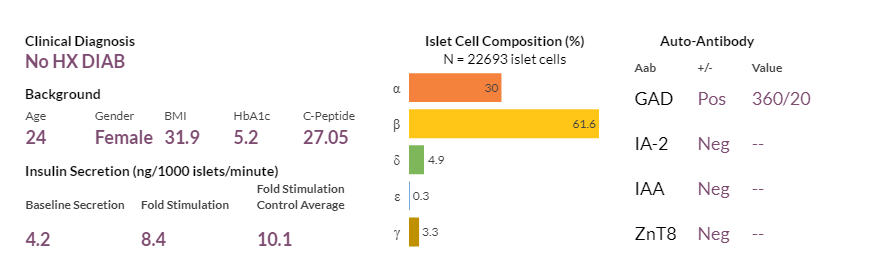 Clinical Diagnosis
No HX DIAB
Background
Age Gender BMI HbA1c C-Peptide
24 Female 31.9 5.2 27.05
Insulin Secretion (ng/1000 islets/minute)
Baseline Secretion Fold Stimulation Fold Stimulation Control Average
4.2 8.4 10.1
Islet Cell Composition (%)
N = 22693 islet cells
α 30
β 61.6
δ 4.9
ε 0.3
γ 3.3
Auto-Antibody
Aab +/- Value
GAD Pos 360/20
IA-2 Neg --
IAA Neg --
ZnT8 Neg --